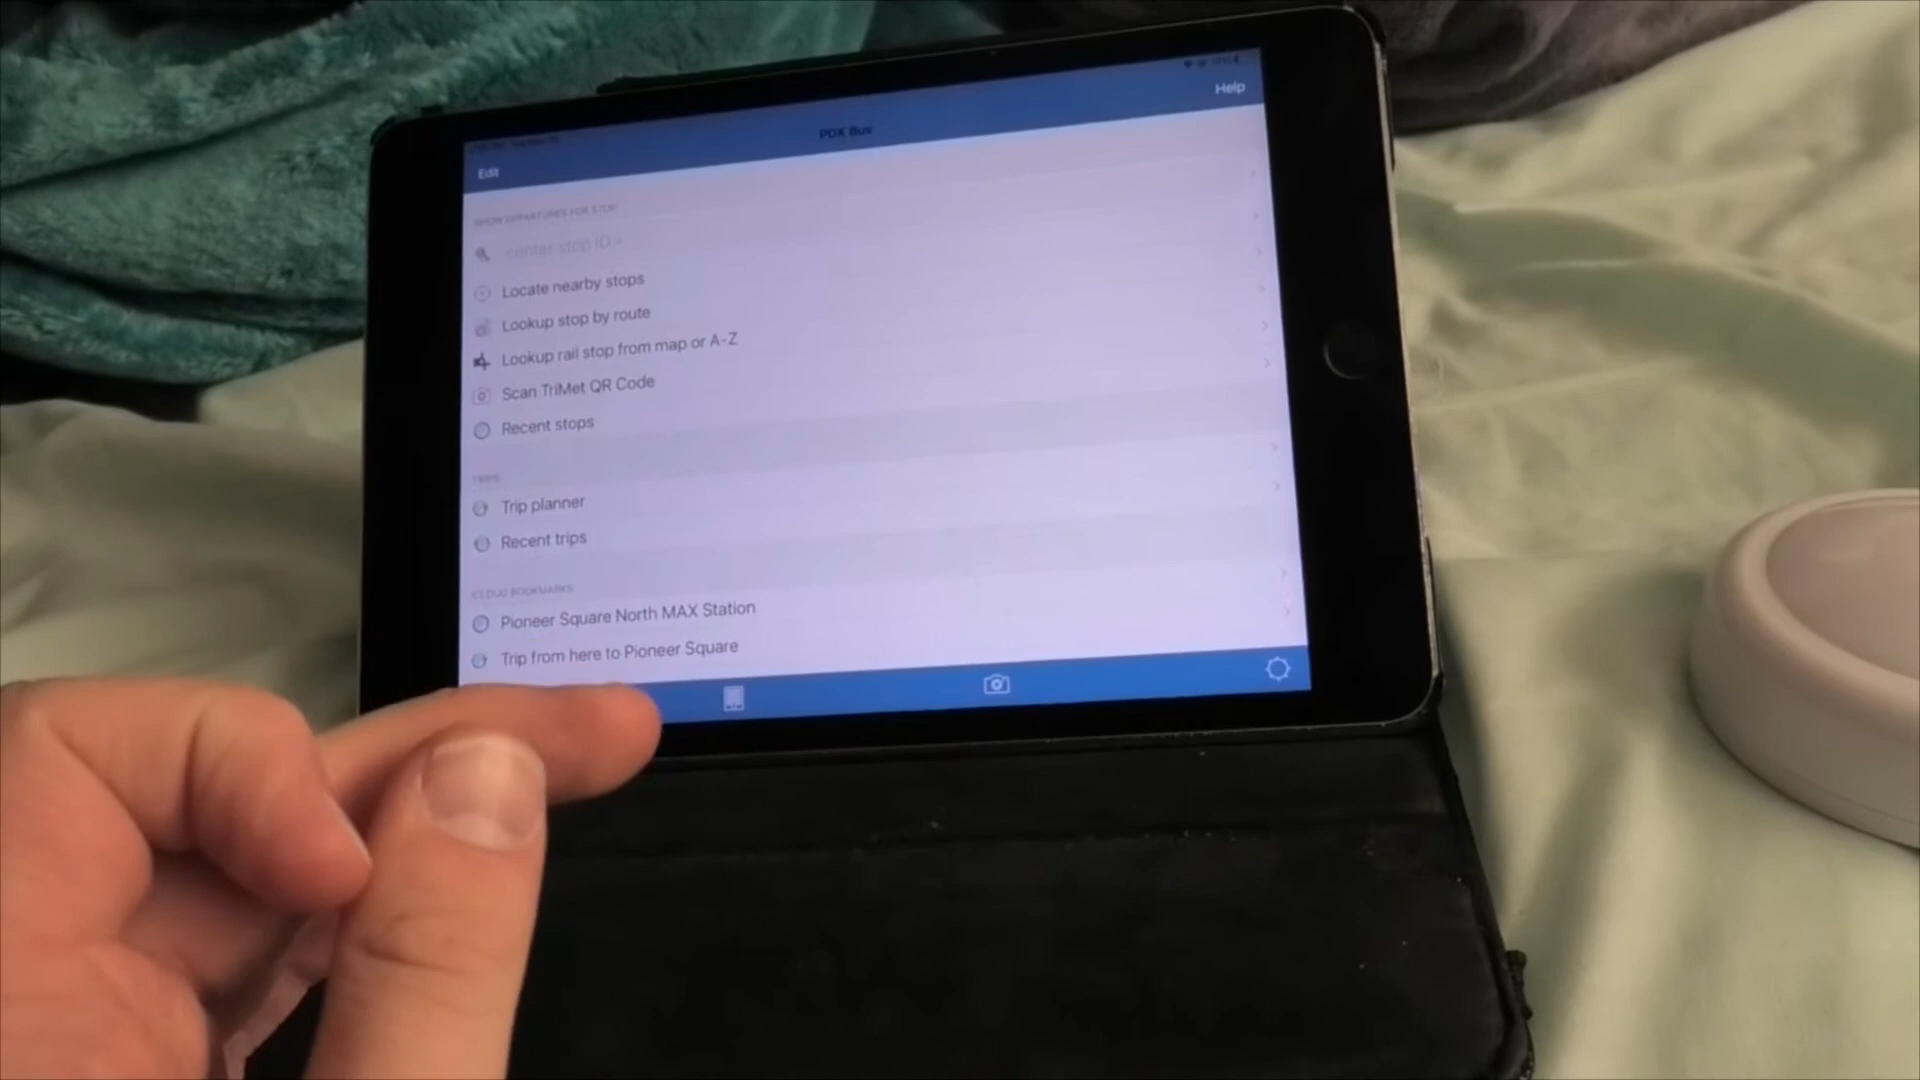 PDX Bus
Help
Edit
SHOW DEPARTURES FOR STOP
<enter stop ID>
Locate nearby stops
Lookup stop by route
Lookup rail stop from map or A-Z
Scan TriMet QR Code
Recent stops
TRIPS
Trip planner
Recent trips
ICLOUD BOOKMARKS
Pioneer Square North MAX Station
Trip from here to Pioneer Square